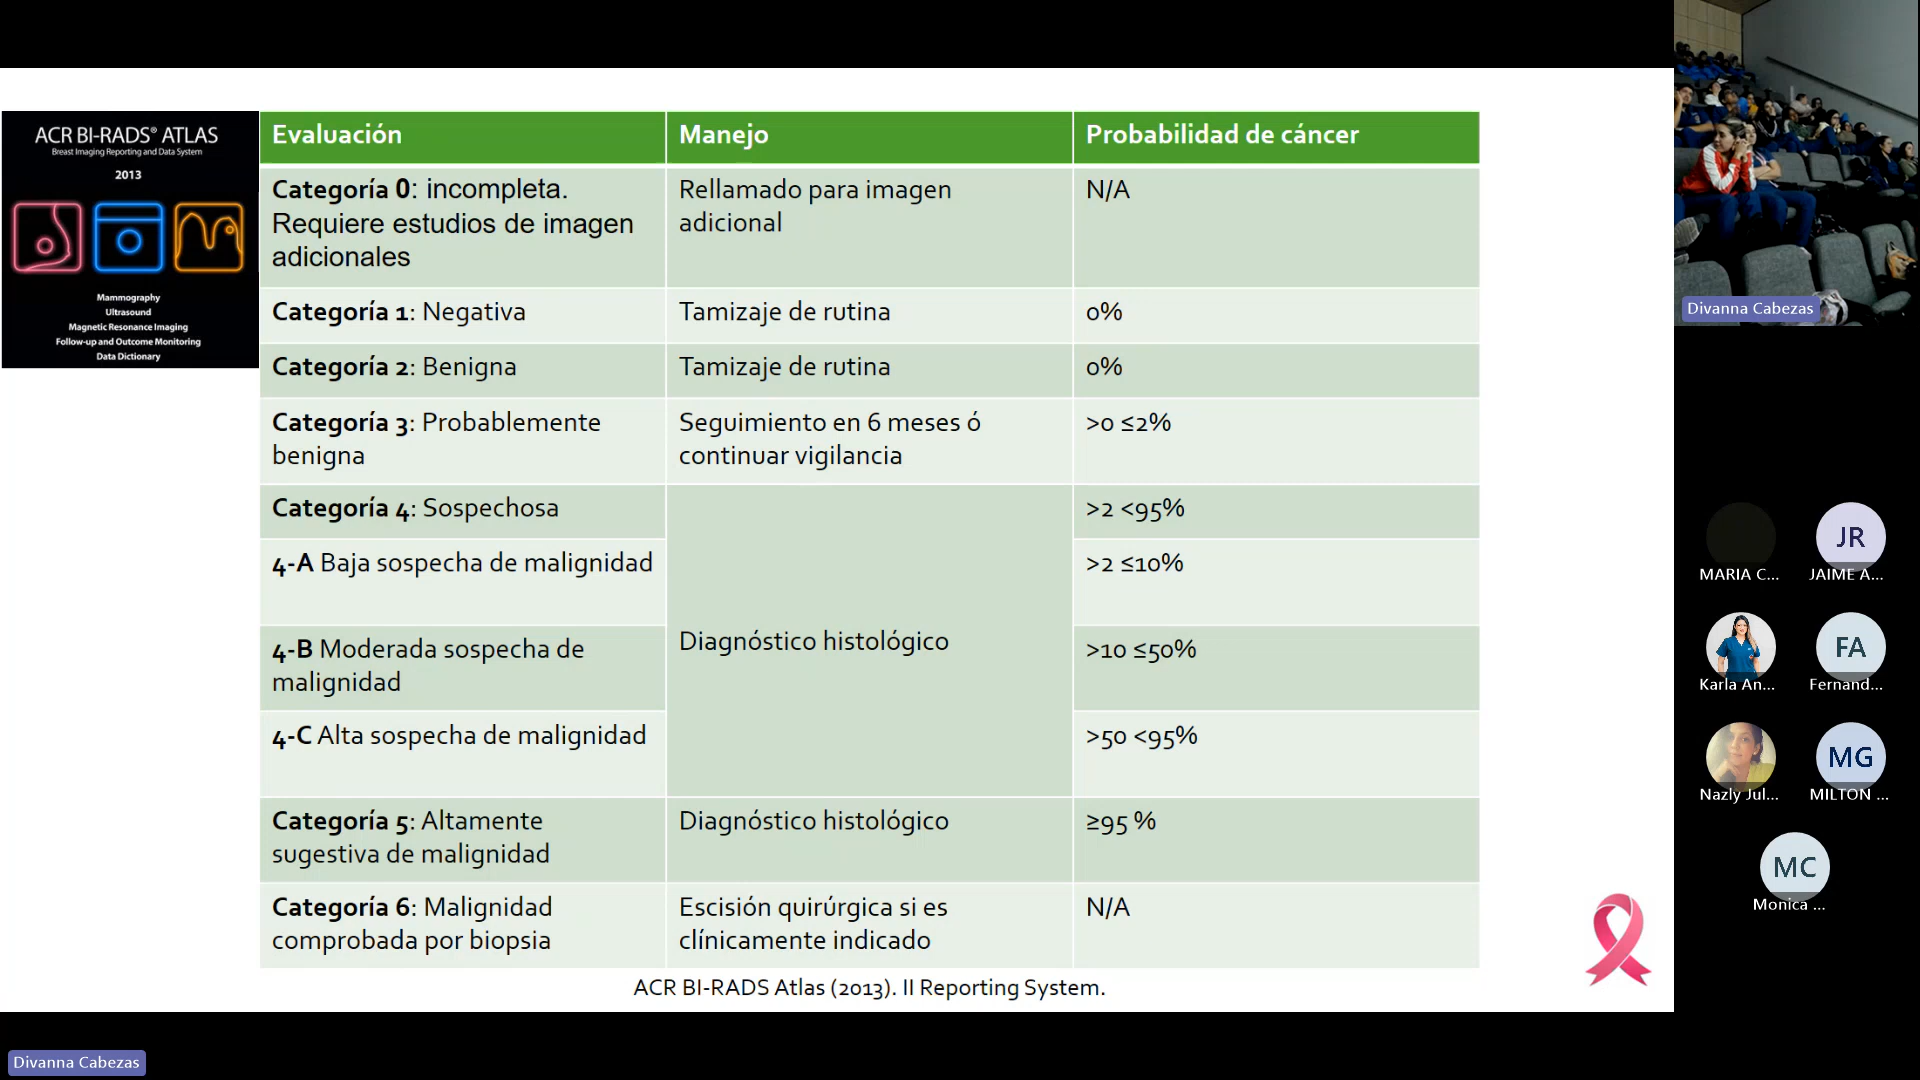 ACR BI-RADS® ATLAS
Breast Imaging Reporting and Data System
2013
Mammography
Ultrasound
Magnetic Resonance Imaging
Follow-up and Outcome Monitoring
Data Dictionary
Evaluación
Manejo
Probabilidad de cáncer
Categoría 0: incompleta.
Requiere estudios de imagen
adicionales
Rellamado para imagen
adicional
N/A
Categoría 1: Negativa
Tamizaje de rutina
0%
Categoría 2: Benigna
Tamizaje de rutina
0%
Categoría 3: Probablemente
benigna
Seguimiento en 6 meses ó
continuar vigilancia
>0 ≤2%
Categoría 4: Sospechosa
>2 <95%
4-A Baja sospecha de malignidad
>2 ≤10%
4-B Moderada sospecha de
malignidad
Diagnóstico histológico
>10 ≤50%
4-C Alta sospecha de malignidad
>50 <95%
Categoría 5: Altamente
sugestiva de malignidad
Diagnóstico histológico
≥95 %
Categoría 6: Malignidad
comprobada por biopsia
Escisión quirúrgica si es
clínicamente indicado
N/A
ACR BI-RADS Atlas (2013). II Reporting System.
Divanna Cabezas
MARIA C...
JR
JAIME A...
Karla An...
FA
Fernand...
Nazly Jul...
MG
MILTON ...
MC
Monica ...
Divanna Cabezas